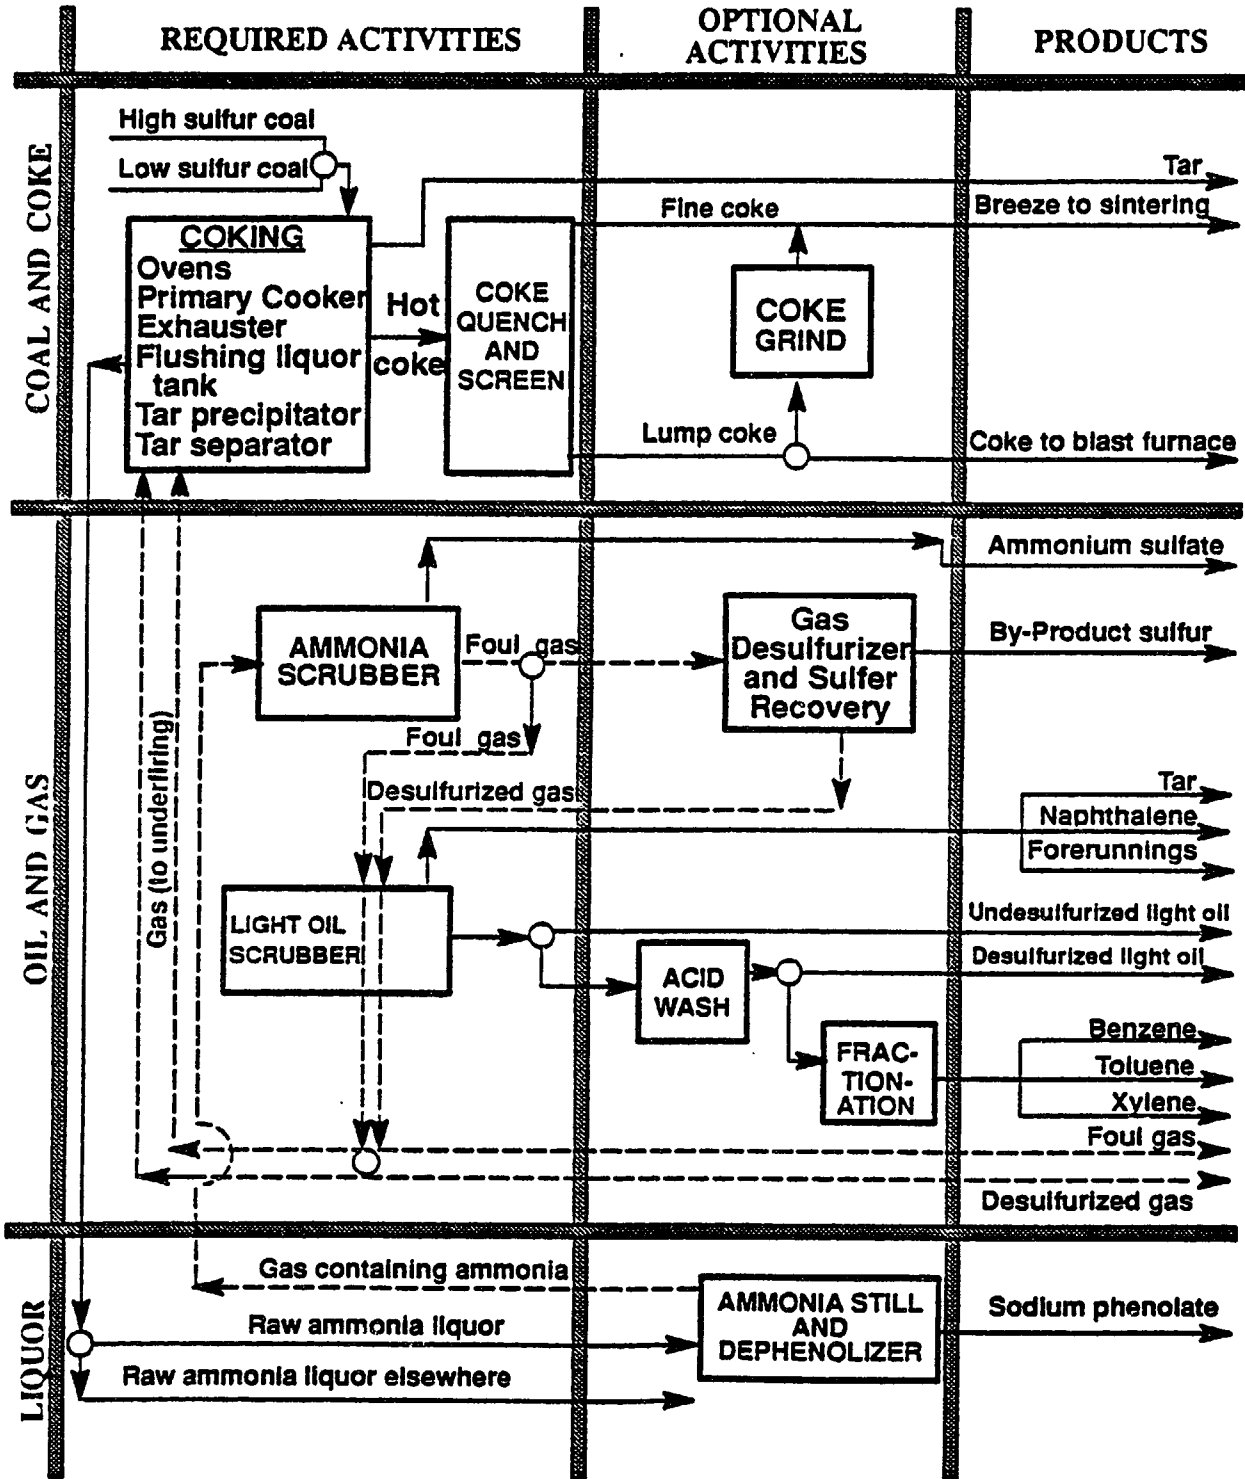 REQUIRED ACTIVITIES
OPTIONAL
ACTIVITIES
PRODUCTS
COAL AND COKE
High sulfur coal
Low sulfur coal
COKING
Ovens
Primary Cooker
Exhauster
Flushing liquor
tank
Tar precipitator
Tar separator
Hot
coke
COKE
QUENCH
AND
SCREEN
Fine coke
COKE
GRIND
Lump coke
Tar
Breeze to sintering
Coke to blast furnace
OIL AND GAS
Gas (to underfiring)
AMMONIA
SCRUBBER
Foul gas
Foul gas
Desulfurized gas
Gas
Desulfurizer
and Sulfer
Recovery
LIGHT OIL
SCRUBBER
ACID
WASH
FRAC-
TION-
ATION
Ammonium sulfate
By-Product sulfur
Tar
Naphthalene
Forerunnings
Undesulfurized light oil
Desulfurized light oil
Benzene
Toluene
Xylene
Foul gas
Desulfurized gas
LIQUOR
Gas containing ammonia
Raw ammonia liquor
Raw ammonia liquor elsewhere
AMMONIA STILL
AND
DEPHENOLIZER
Sodium phenolate